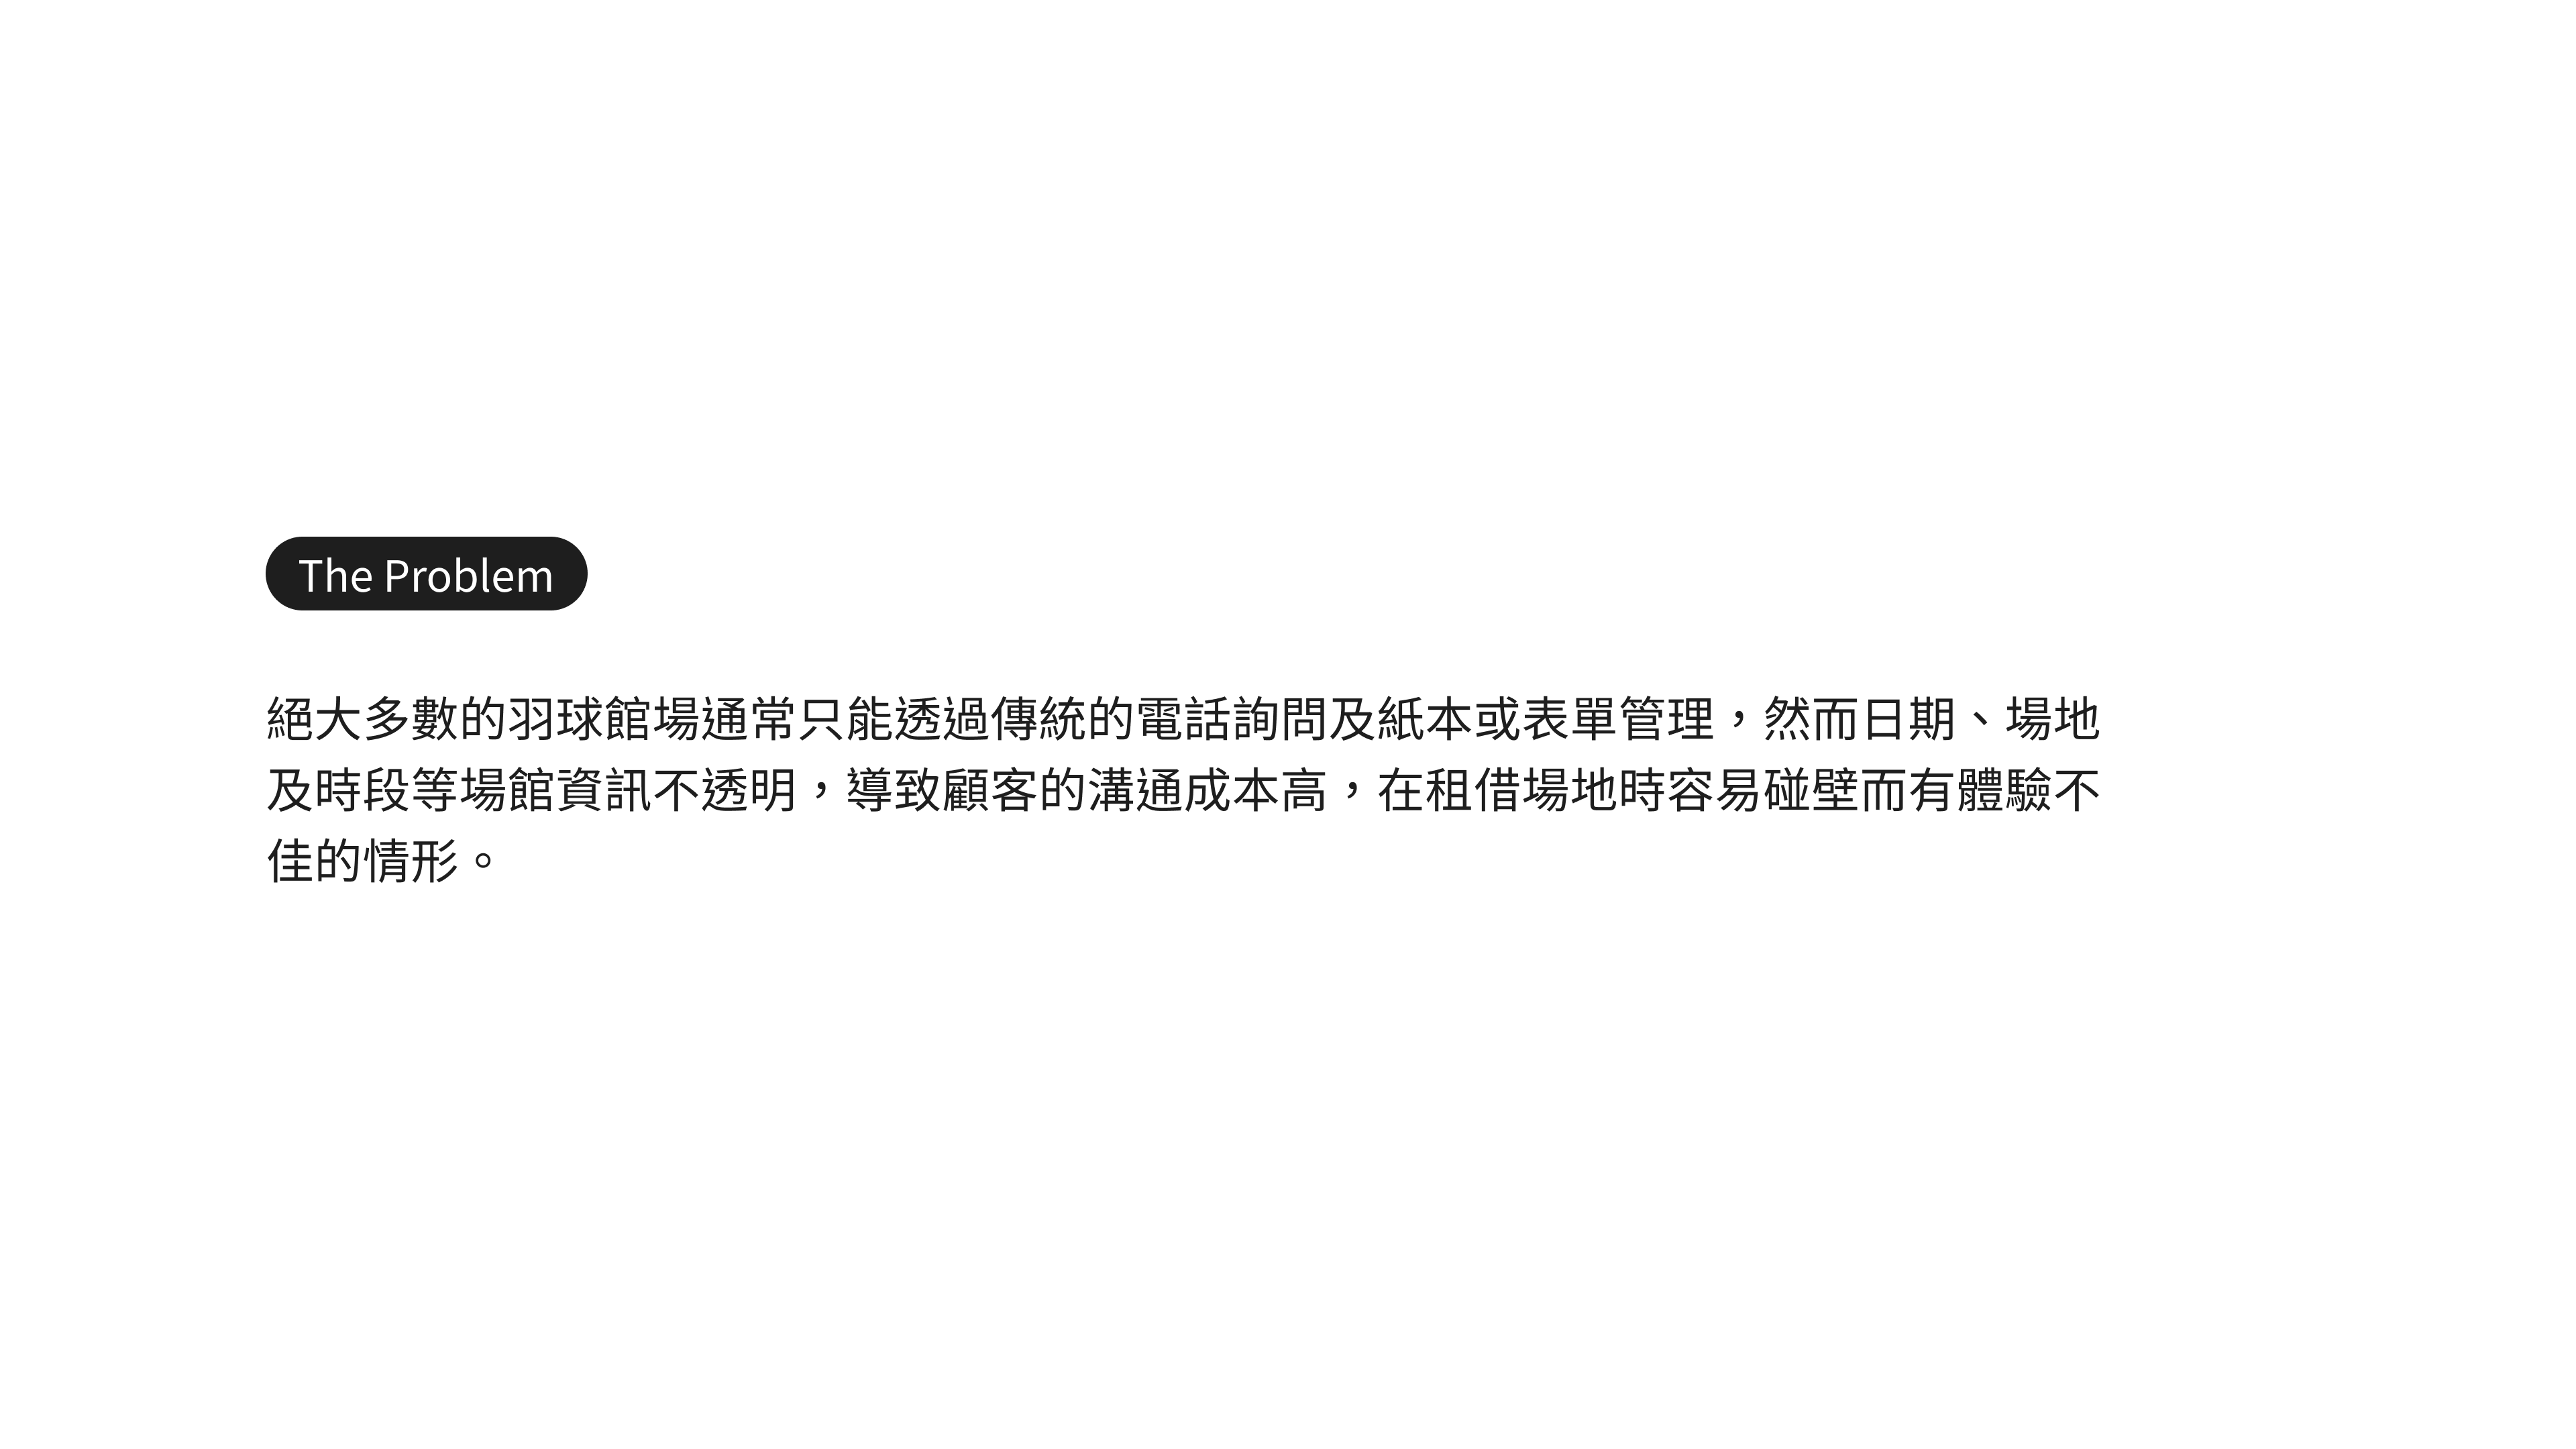 The Problem
絕大多數的羽球館場通常只能透過傳統的電話詢問及紙本或表單管理，然而日期、場地
及時段等場館資訊不透明，導致顧客的溝通成本高，在租借場地時容易碰壁而有體驗不
佳的情形。